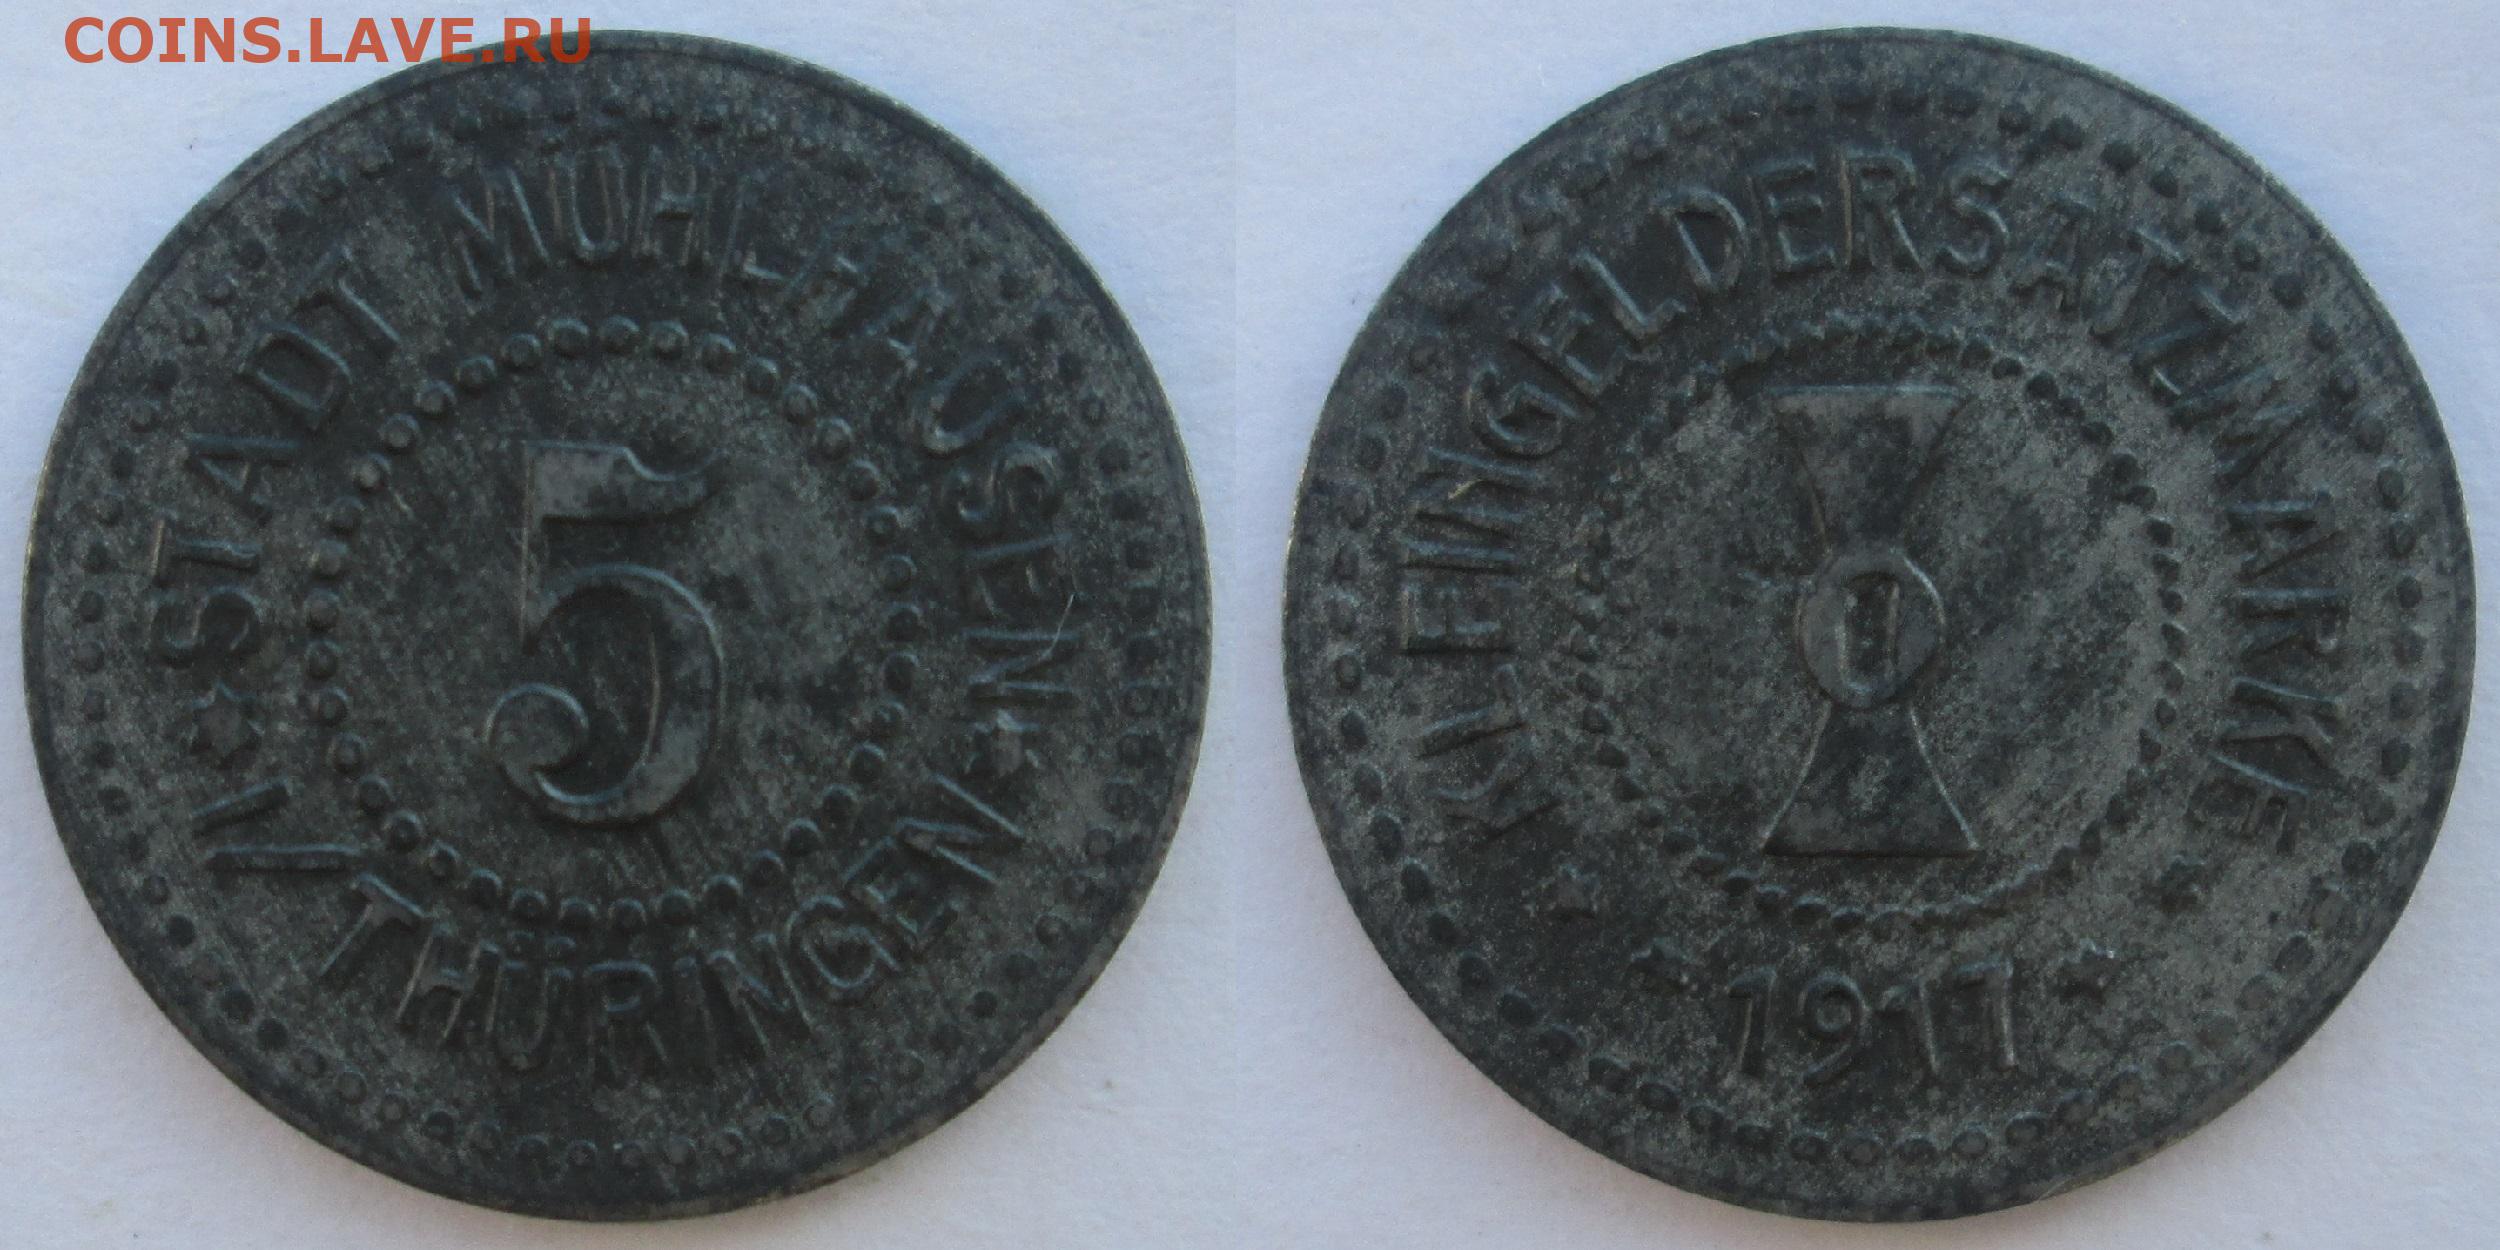 COINS.LAVE.RU
STADT MÜHLHAUSEN
I/THÜRINGEN
5
KLEINGELDERSATZMARKE
1917